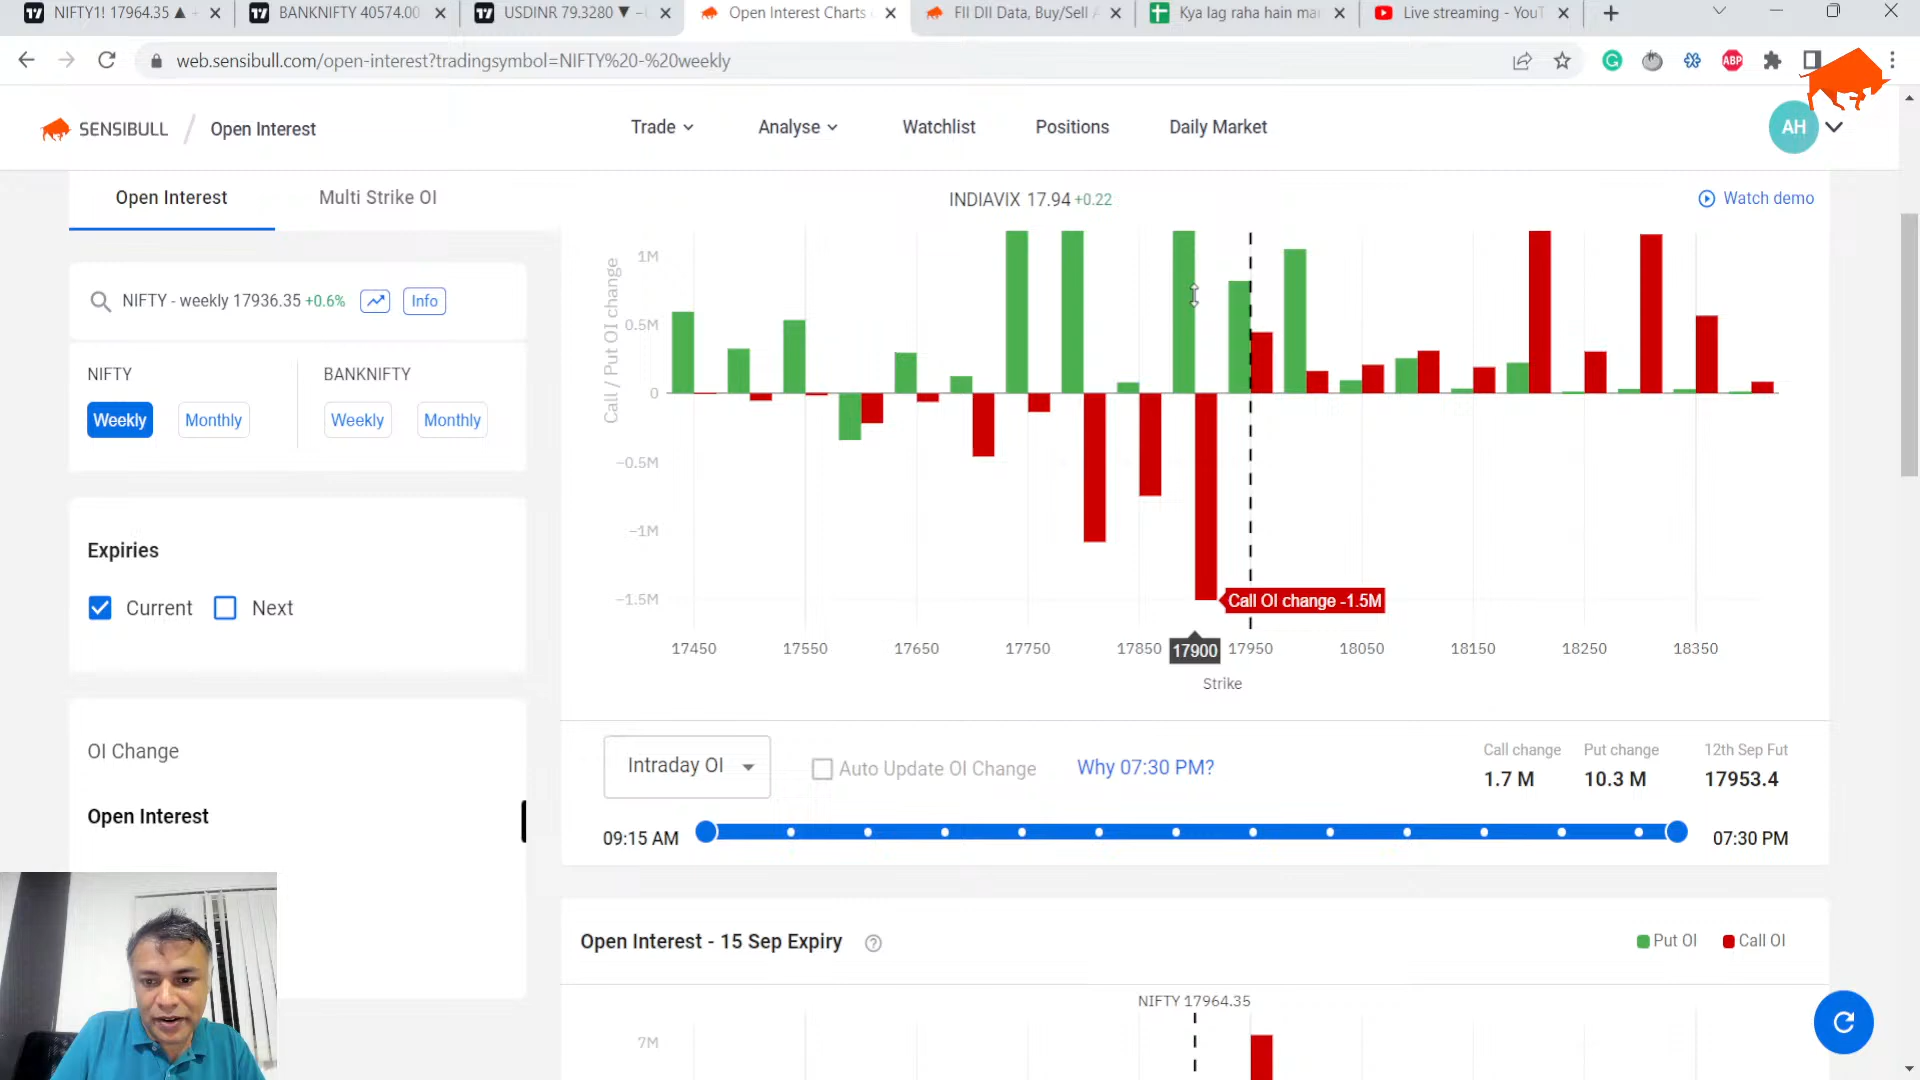 NIFTY1! 17964.35 ▲
BANKNIFTY 40574.00
USDINR 79.3280 ▼
Open Interest Charts
FII DII Data, Buy/Sell
Kya lag raha hain ma
Live streaming - You
web.sensibull.com/open-interest?tradingsymbol=NIFTY%20-%20weekly
ABP
SENSIBULL / Open Interest
Trade
Analyse
Watchlist
Positions
Daily Market
AH
Open Interest
Multi Strike OI
INDIAVIX 17.94 +0.22
Watch demo
NIFTY - weekly 17936.35 +0.6%
Info
NIFTY
BANKNIFTY
Weekly
Monthly
Weekly
Monthly
Expiries
Current
Next
OI Change
Open Interest
Call / Put OI change
1M
0.5M
0
−0.5M
−1M
−1.5M
Call OI change -1.5M
17450
17550
17650
17750
17850
17900
17950
18050
18150
18250
18350
Strike
Intraday OI
Auto Update OI Change
Why 07:30 PM?
Call change
1.7 M
Put change
10.3 M
12th Sep Fut
17953.4
09:15 AM
07:30 PM
Open Interest - 15 Sep Expiry
Put OI
Call OI
NIFTY 17964.35
7M